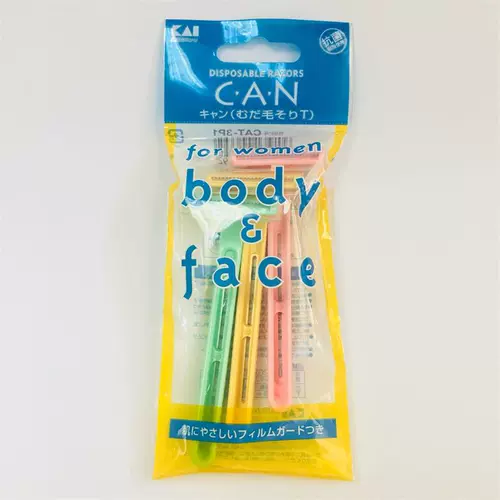 KAI
抗菌
DISPOSABLE RAZORS
C・A・N
キャン(むだ毛そりT)
CAT-3P1
for women
body
&
face
肌にやさしいフィルムガードつき